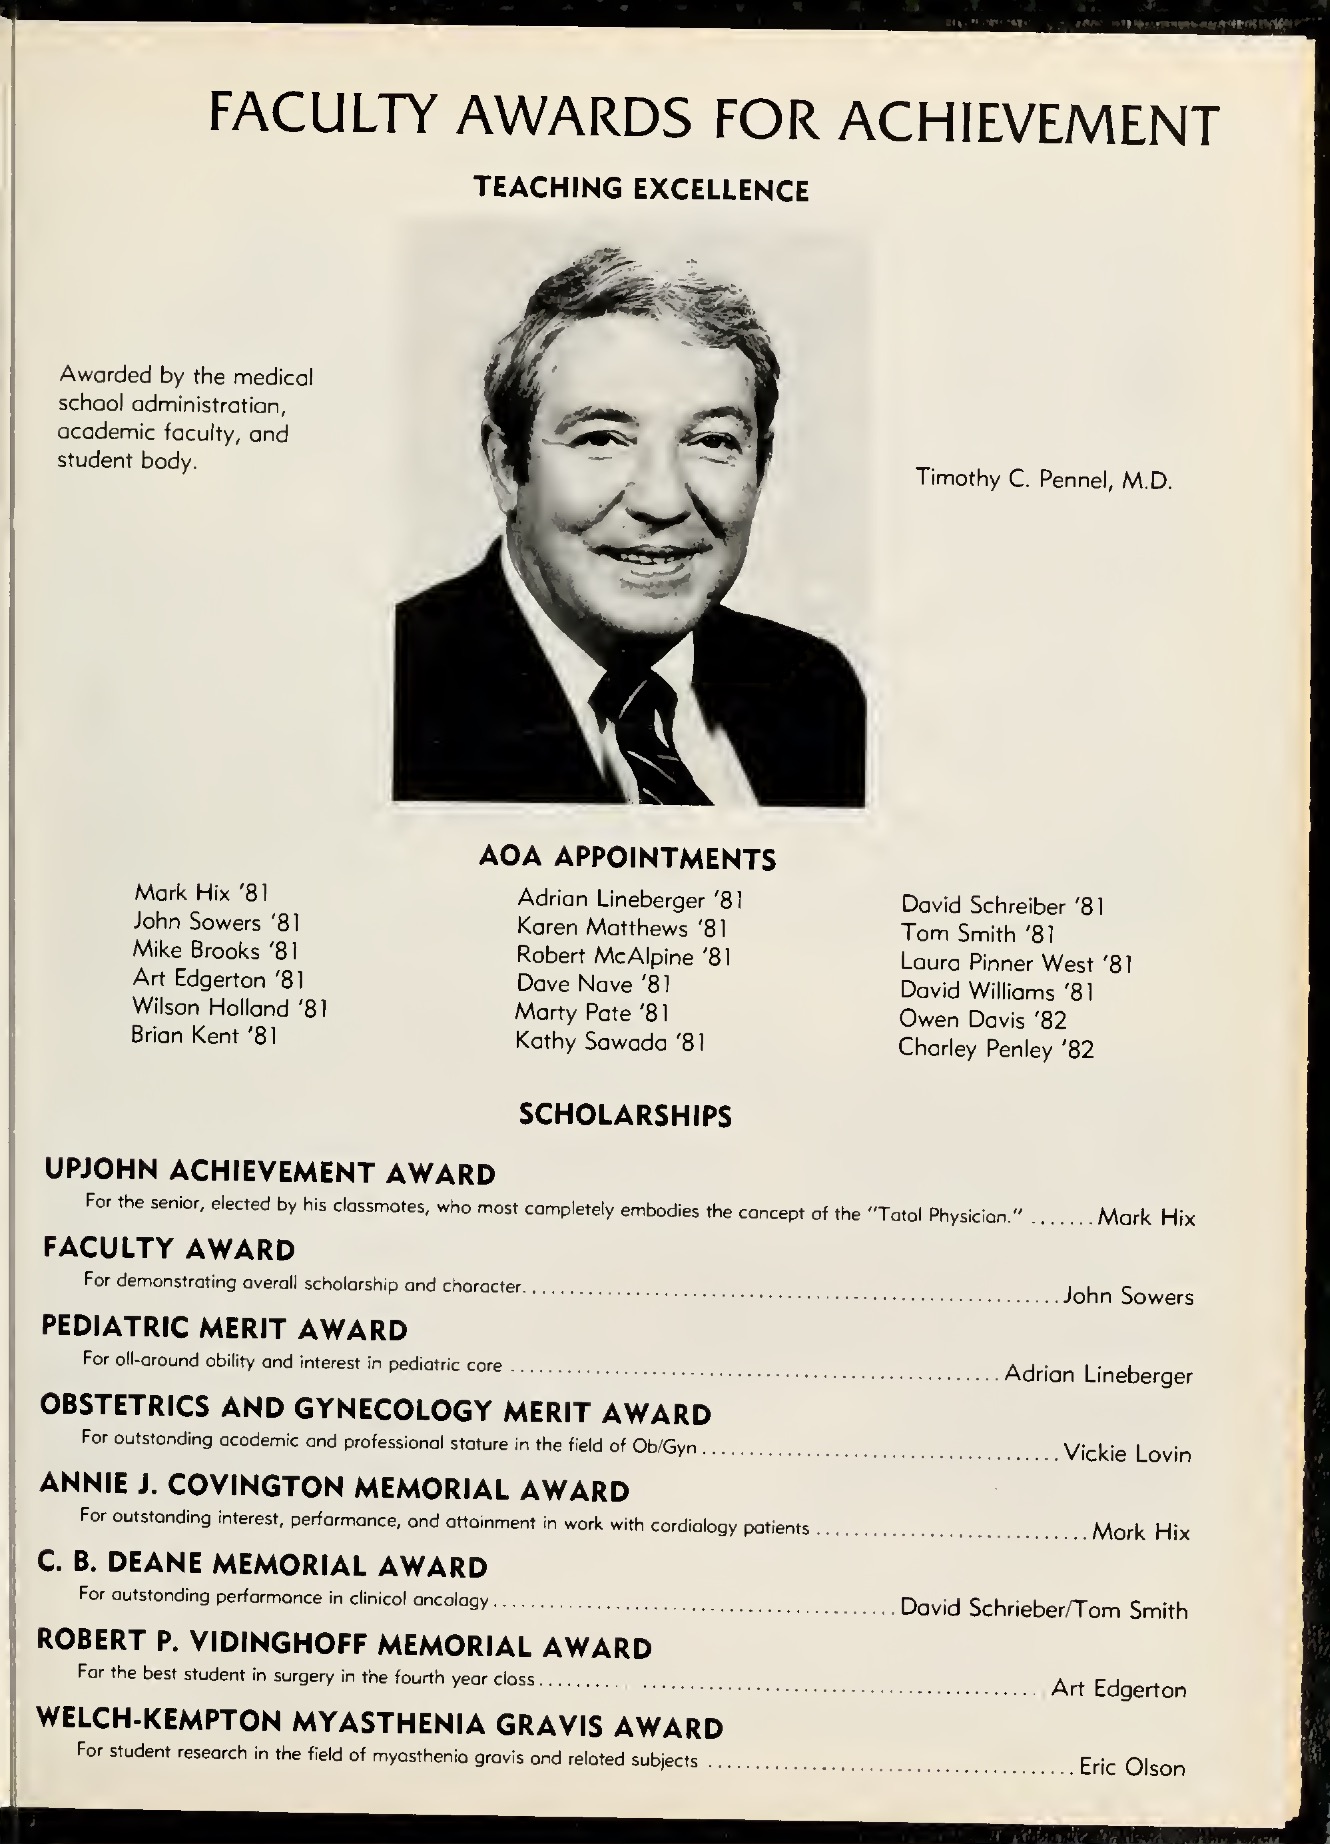 FACULTY AWARDS FOR ACHIEVEMENT
TEACHING EXCELLENCE
Awarded by the medical
school administration,
academic faculty, and
student body.
Timothy C. Pennel, M.D.
AOA APPOINTMENTS
Mark Hix '81
John Sowers '81
Mike Brooks '81
Art Edgerton '81
Wilson Holland '81
Brian Kent '81
Adrian Lineberger '81
Karen Matthews '81
Robert McAlpine '81
Dave Nave '81
Marty Pate '81
Kathy Sawada '81
David Schreiber '81
Tom Smith '81
Laura Pinner West '81
David Williams '81
Owen Davis '82
Charley Penley '82
SCHOLARSHIPS
UPJOHN ACHIEVEMENT AWARD
For the senior, elected by his classmates, who most completely embodies the concept of the "Total Physician." ....... Mark Hix
FACULTY AWARD
For demonstrating overall scholarship and character.................................................. John Sowers
PEDIATRIC MERIT AWARD
For all-around ability and interest in pediatric care .................................................. Adrian Lineberger
OBSTETRICS AND GYNECOLOGY MERIT AWARD
For outstanding academic and professional stature in the field of Ob/Gyn ........................................ Vickie Lovin
ANNIE J. COVINGTON MEMORIAL AWARD
For outstanding interest, performance, and attainment in work with cardiology patients .............................. Mark Hix
C. B. DEANE MEMORIAL AWARD
For outstanding performance in clinical oncology ........................................ David Schrieber/Tom Smith
ROBERT P. VIDINGHOFF MEMORIAL AWARD
For the best student in surgery in the fourth year class .................................................. Art Edgerton
WELCH-KEMPTON MYASTHENIA GRAVIS AWARD
For student research in the field of myasthenia gravis and related subjects ........................................ Eric Olson